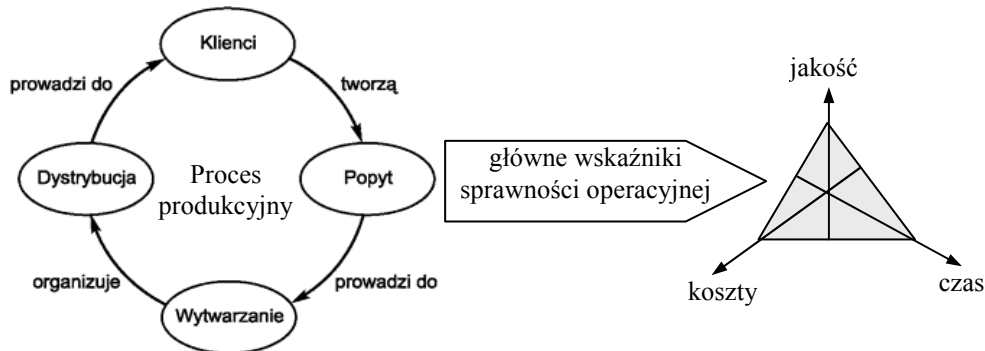 Klienci
prowadzi do
tworzą
jakość
Dystrybucja
Proces
produkcyjny
Popyt
główne wskaźniki
sprawności operacyjnej
organizuje
prowadzi do
Wytwarzanie
koszty
czas